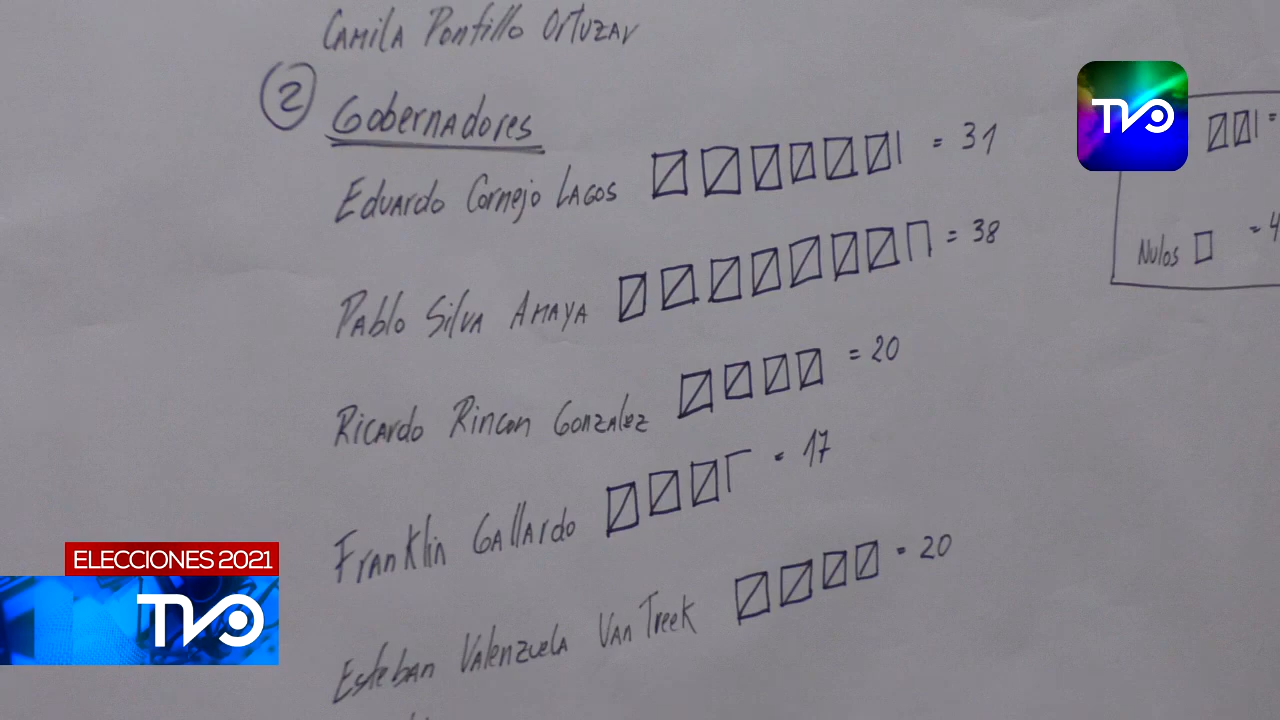 Camila Pontillo Ortuzar
2 Gobernadores
Eduardo Cornejo Lagos = 31
Pablo Silva Amaya = 38
Ricardo Rincon Gonzalez = 20
Franklin Gallardo = 17
Esteban Valenzuela Van Treek = 20
=
Nulos = 4
TVO
ELECCIONES 2021
TVO